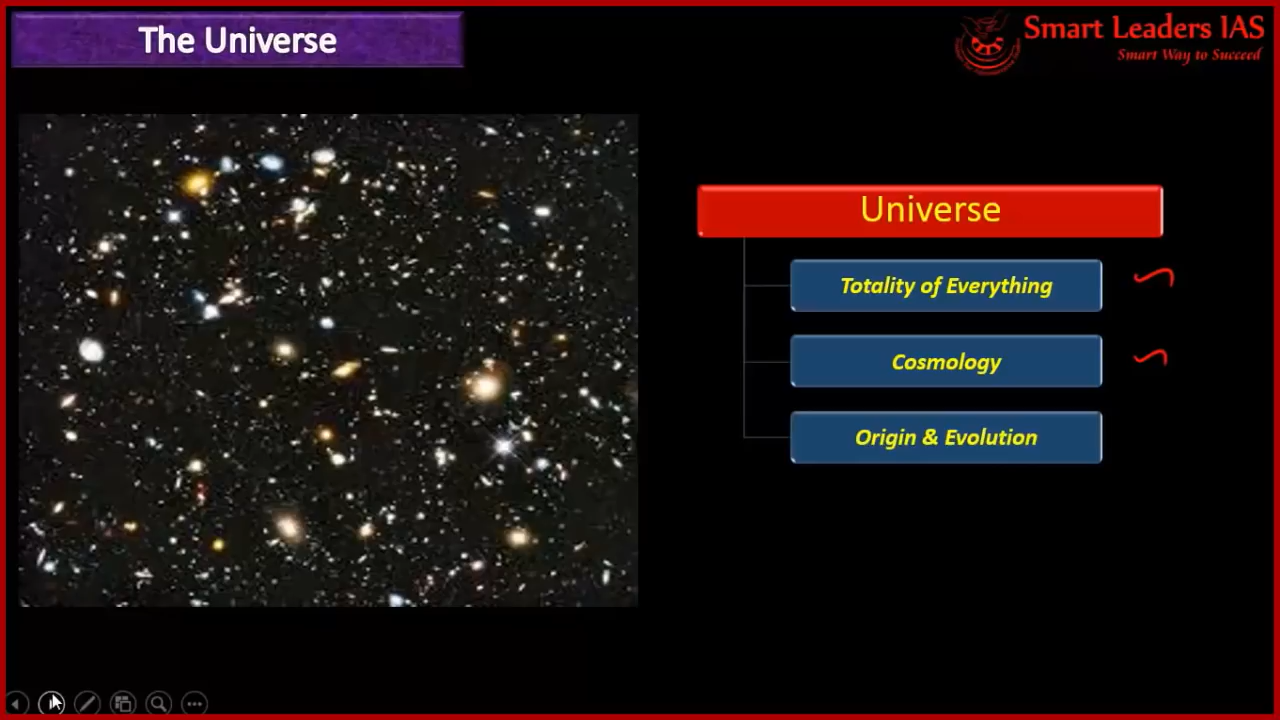 The Universe
Smart Leaders IAS
Smart Way to Succeed
Universe
Totality of Everything
Cosmology
Origin & Evolution